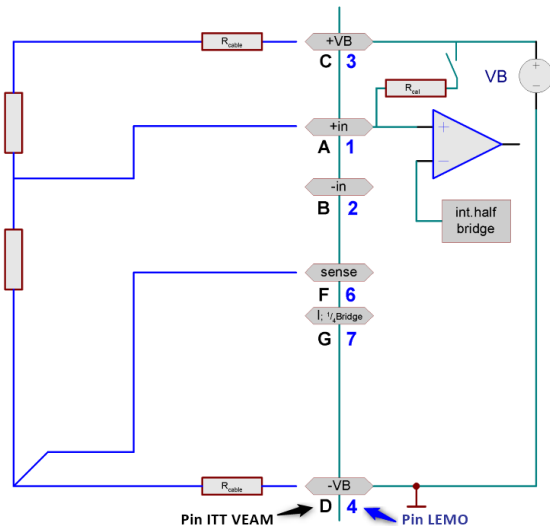 Rcable
+VB
C 3
VB
Rcal
+in
A 1
-in
B 2
int.half
bridge
sense
F 6
I; 1/4Bridge
G 7
Rcable
-VB
D 4
Pin ITT VEAM
Pin LEMO